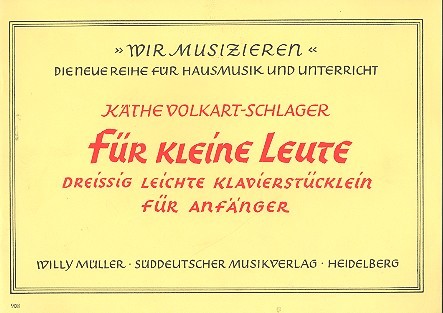 »WIR MUSIZIEREN«
DIE NEUE REIHE FÜR HAUSMUSIK UND UNTERRICHT
KÄTHE VOLKART-SCHLAGER
FÜR KLEINE LEUTE
DREISSIG LEICHTE KLAVIERSTÜCKLEIN
FÜR ANFÄNGER
WILLY MÜLLER · SÜDDEUTSCHER MUSIKVERLAG · HEIDELBERG